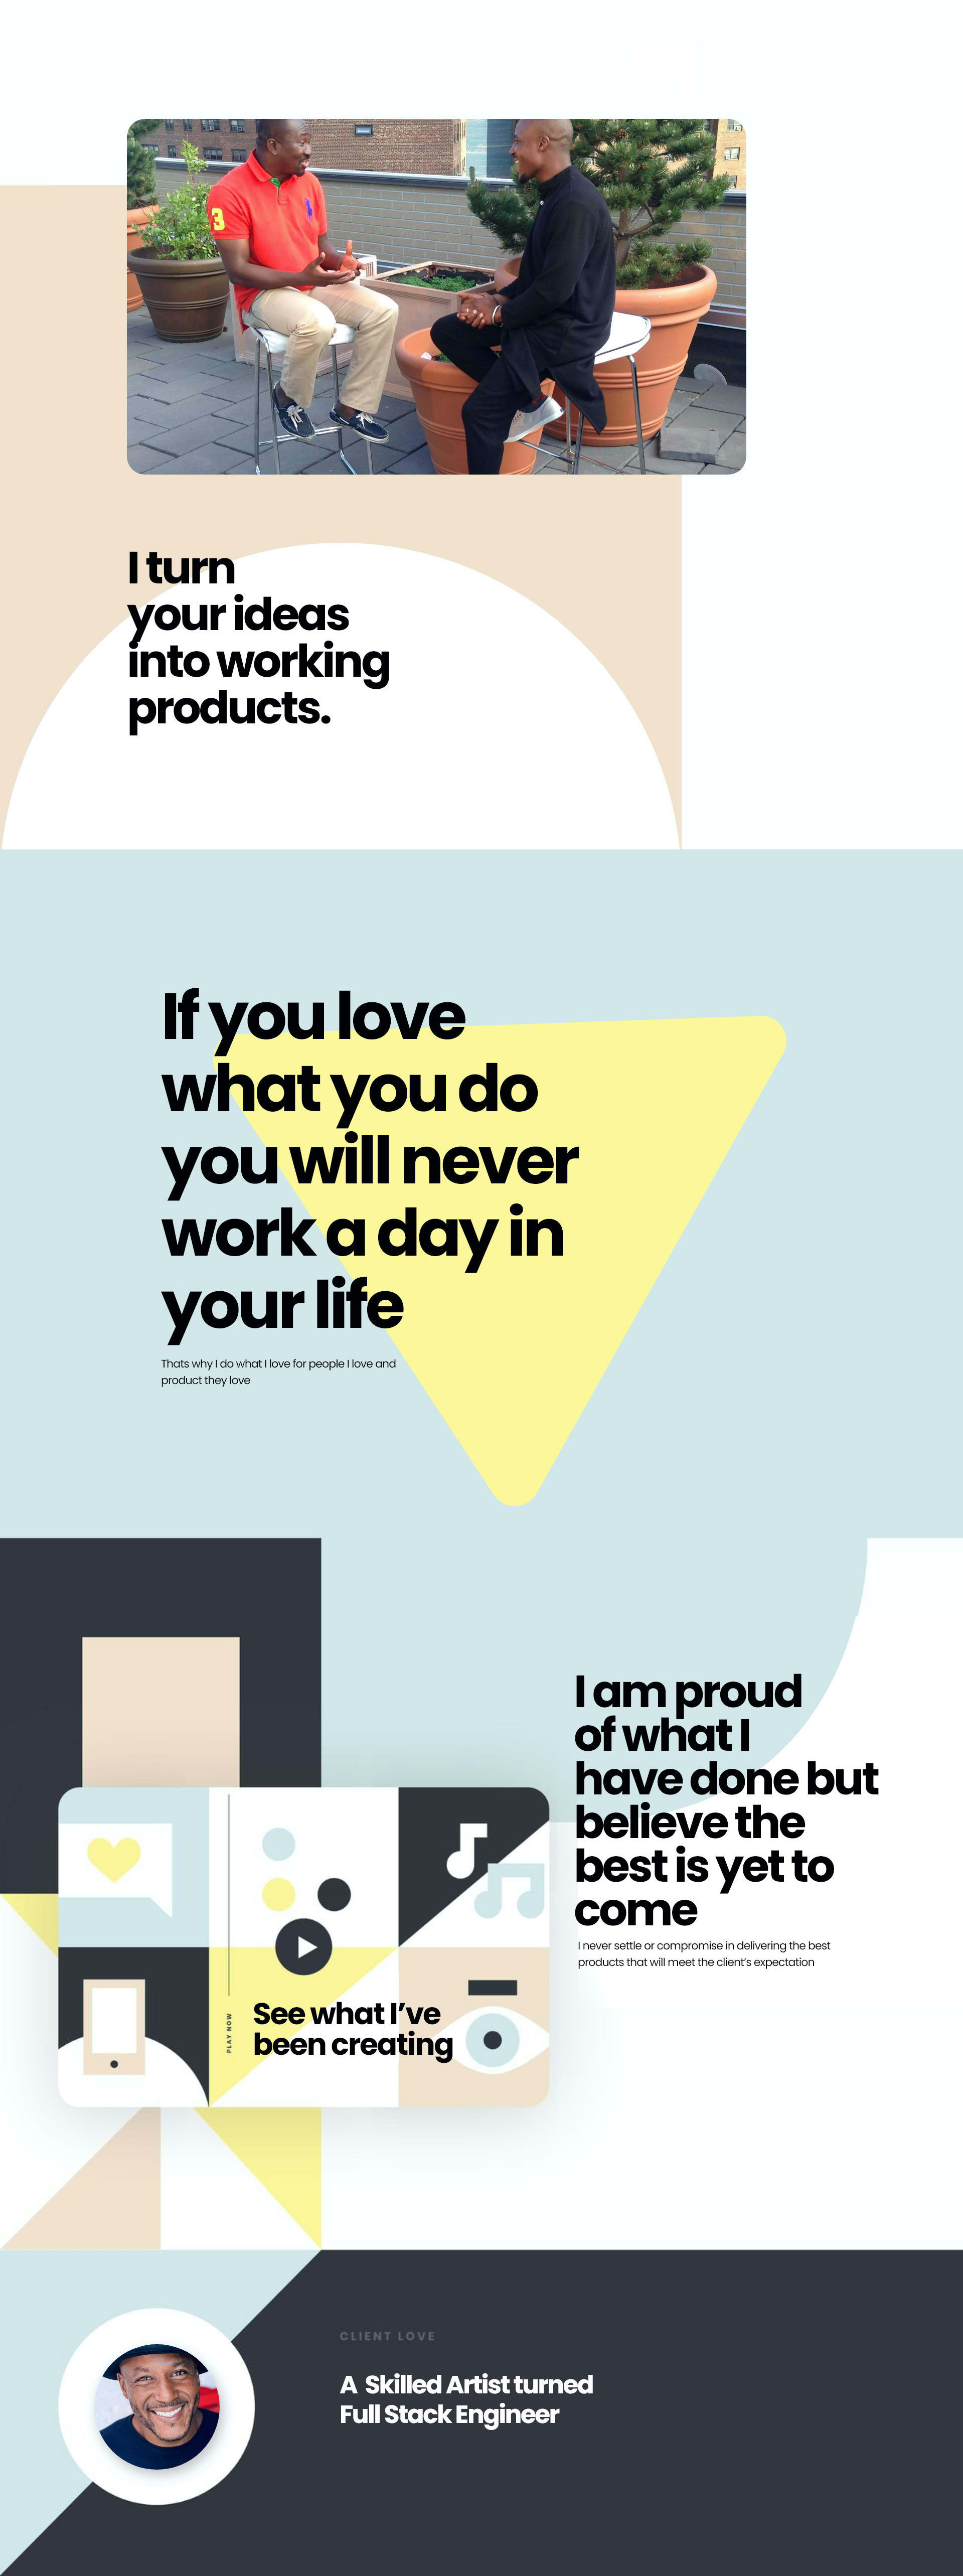 3
I turn
your ideas
into working
products.
If you love
what you do
you will never
work a day in
your life
Thats why I do what I love for people I love and
product they love
I am proud
of what I
have done but
believe the
best is yet to
come
I never settle or compromise in delivering the best
products that will meet the client’s expectation
PLAY NOW
See what I’ve
been creating
CLIENT LOVE
A Skilled Artist turned
Full Stack Engineer